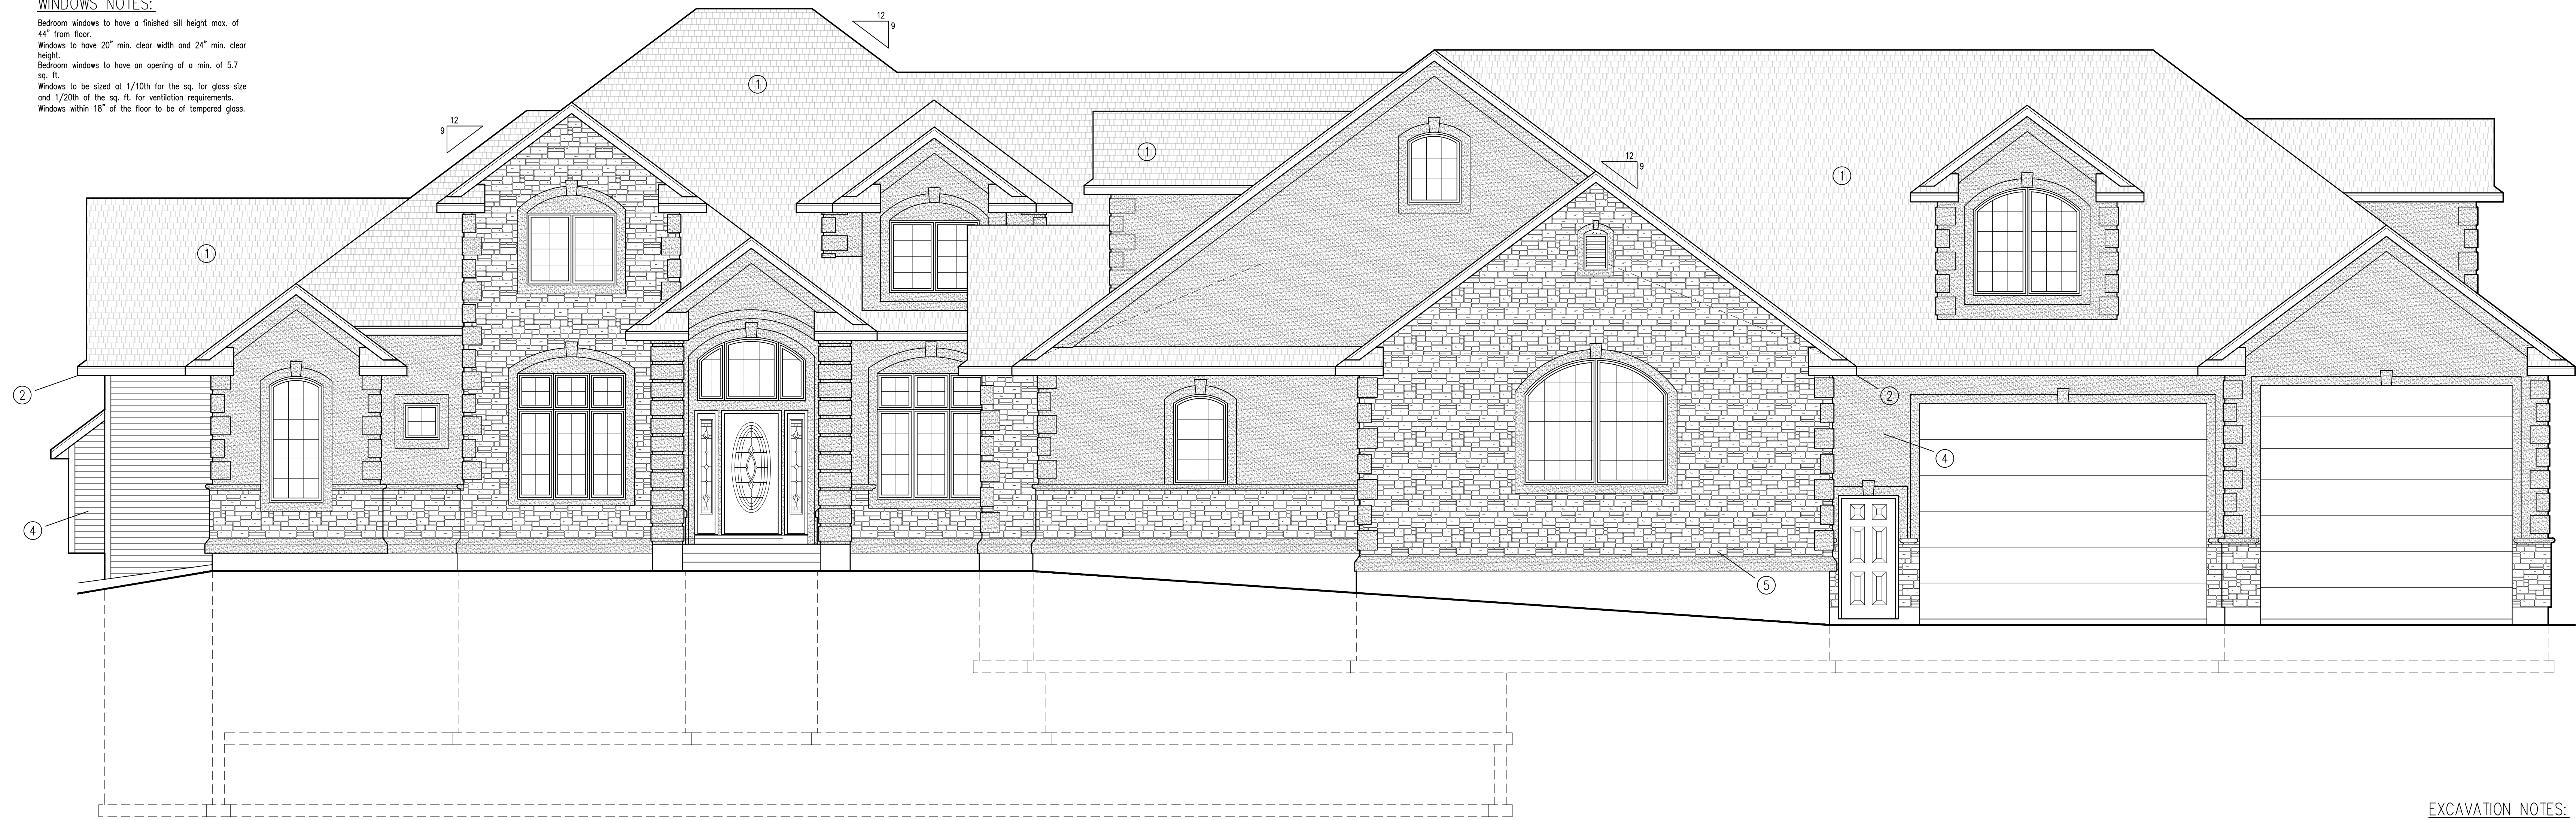 WINDOWS NOTES:
Bedroom windows to have a finished sill height max. of
44" from floor.
Windows to have 20" min. clear width and 24" min. clear
height.
Bedroom windows to have an opening of a min. of 5.7
sq. ft.
Windows to be sized at 1/10th for the sq. for glass size
and 1/20th of the sq. ft. for ventilation requirements.
Windows within 18" of the floor to be of tempered glass.
12
9
1
12
9
1
12
9
1
1
2
2
4
4
5
EXCAVATION NOTES: